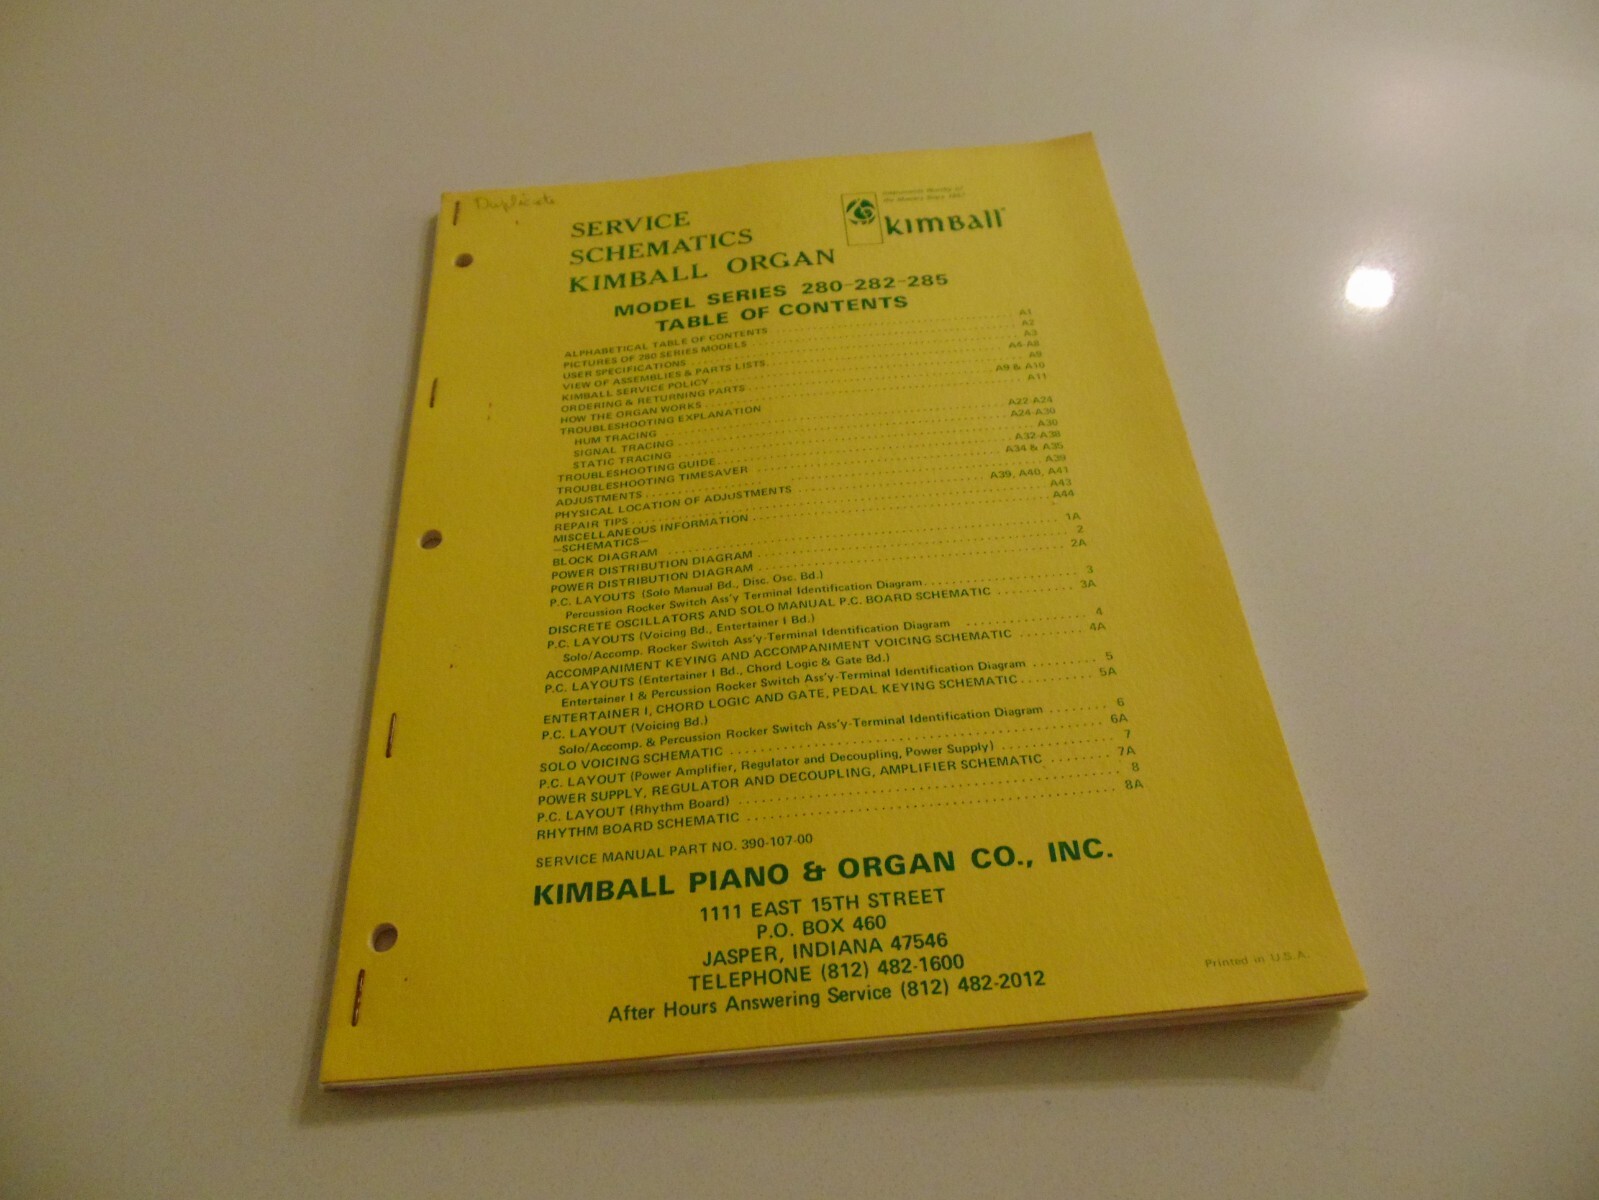 Duplicate
SERVICE
SCHEMATICS
KIMBALL ORGAN
kimball
MODEL SERIES 280-282-285
TABLE OF CONTENTS
ALPHABETICAL TABLE OF CONTENTS A1
PICTURES OF 280 SERIES MODELS A2
USER SPECIFICATIONS A3
VIEW OF ASSEMBLIES & PARTS LISTS A4-A8
KIMBALL SERVICE POLICY A9
ORDERING & RETURNING PARTS A9 & A10
HOW THE ORGAN WORKS A11
TROUBLESHOOTING EXPLANATION
HUM TRACING A22-A24
SIGNAL TRACING A24-A30
STATIC TRACING A30
TROUBLESHOOTING GUIDE A32-A38
TROUBLESHOOTING TIMESAVER A34 & A35
ADJUSTMENTS A39
PHYSICAL LOCATION OF ADJUSTMENTS A39, A40, A41
REPAIR TIPS A43
MISCELLANEOUS INFORMATION A44
—SCHEMATICS—
BLOCK DIAGRAM 1A
POWER DISTRIBUTION DIAGRAM 2
POWER DISTRIBUTION DIAGRAM 2A
P.C. LAYOUTS (Solo Manual Bd., Disc. Osc. Bd.)
Percussion Rocker Switch Ass'y Terminal Identification Diagram 3
DISCRETE OSCILLATORS AND SOLO MANUAL P.C. BOARD SCHEMATIC 3A
P.C. LAYOUTS (Voicing Bd., Entertainer I Bd.)
Solo/Accomp. Rocker Switch Ass'y-Terminal Identification Diagram 4
ACCOMPANIMENT KEYING AND ACCOMPANIMENT VOICING SCHEMATIC 4A
P.C. LAYOUTS (Entertainer I Bd., Chord Logic & Gate Bd.)
Entertainer I & Percussion Rocker Switch Ass'y-Terminal Identification Diagram 5
ENTERTAINER I, CHORD LOGIC AND GATE, PEDAL KEYING SCHEMATIC 5A
P.C. LAYOUT (Voicing Bd.)
Solo/Accomp. & Percussion Rocker Switch Ass'y-Terminal Identification Diagram 6
SOLO VOICING SCHEMATIC 6A
P.C. LAYOUT (Power Amplifier, Regulator and Decoupling, Power Supply) 7
POWER SUPPLY, REGULATOR AND DECOUPLING, AMPLIFIER SCHEMATIC 7A
P.C. LAYOUT (Rhythm Board) 8
RHYTHM BOARD SCHEMATIC 8A
SERVICE MANUAL PART NO. 390-107-00
KIMBALL PIANO & ORGAN CO., INC.
1111 EAST 15TH STREET
P.O. BOX 460
JASPER, INDIANA 47546
TELEPHONE (812) 482-1600
After Hours Answering Service (812) 482-2012
Printed in U.S.A.